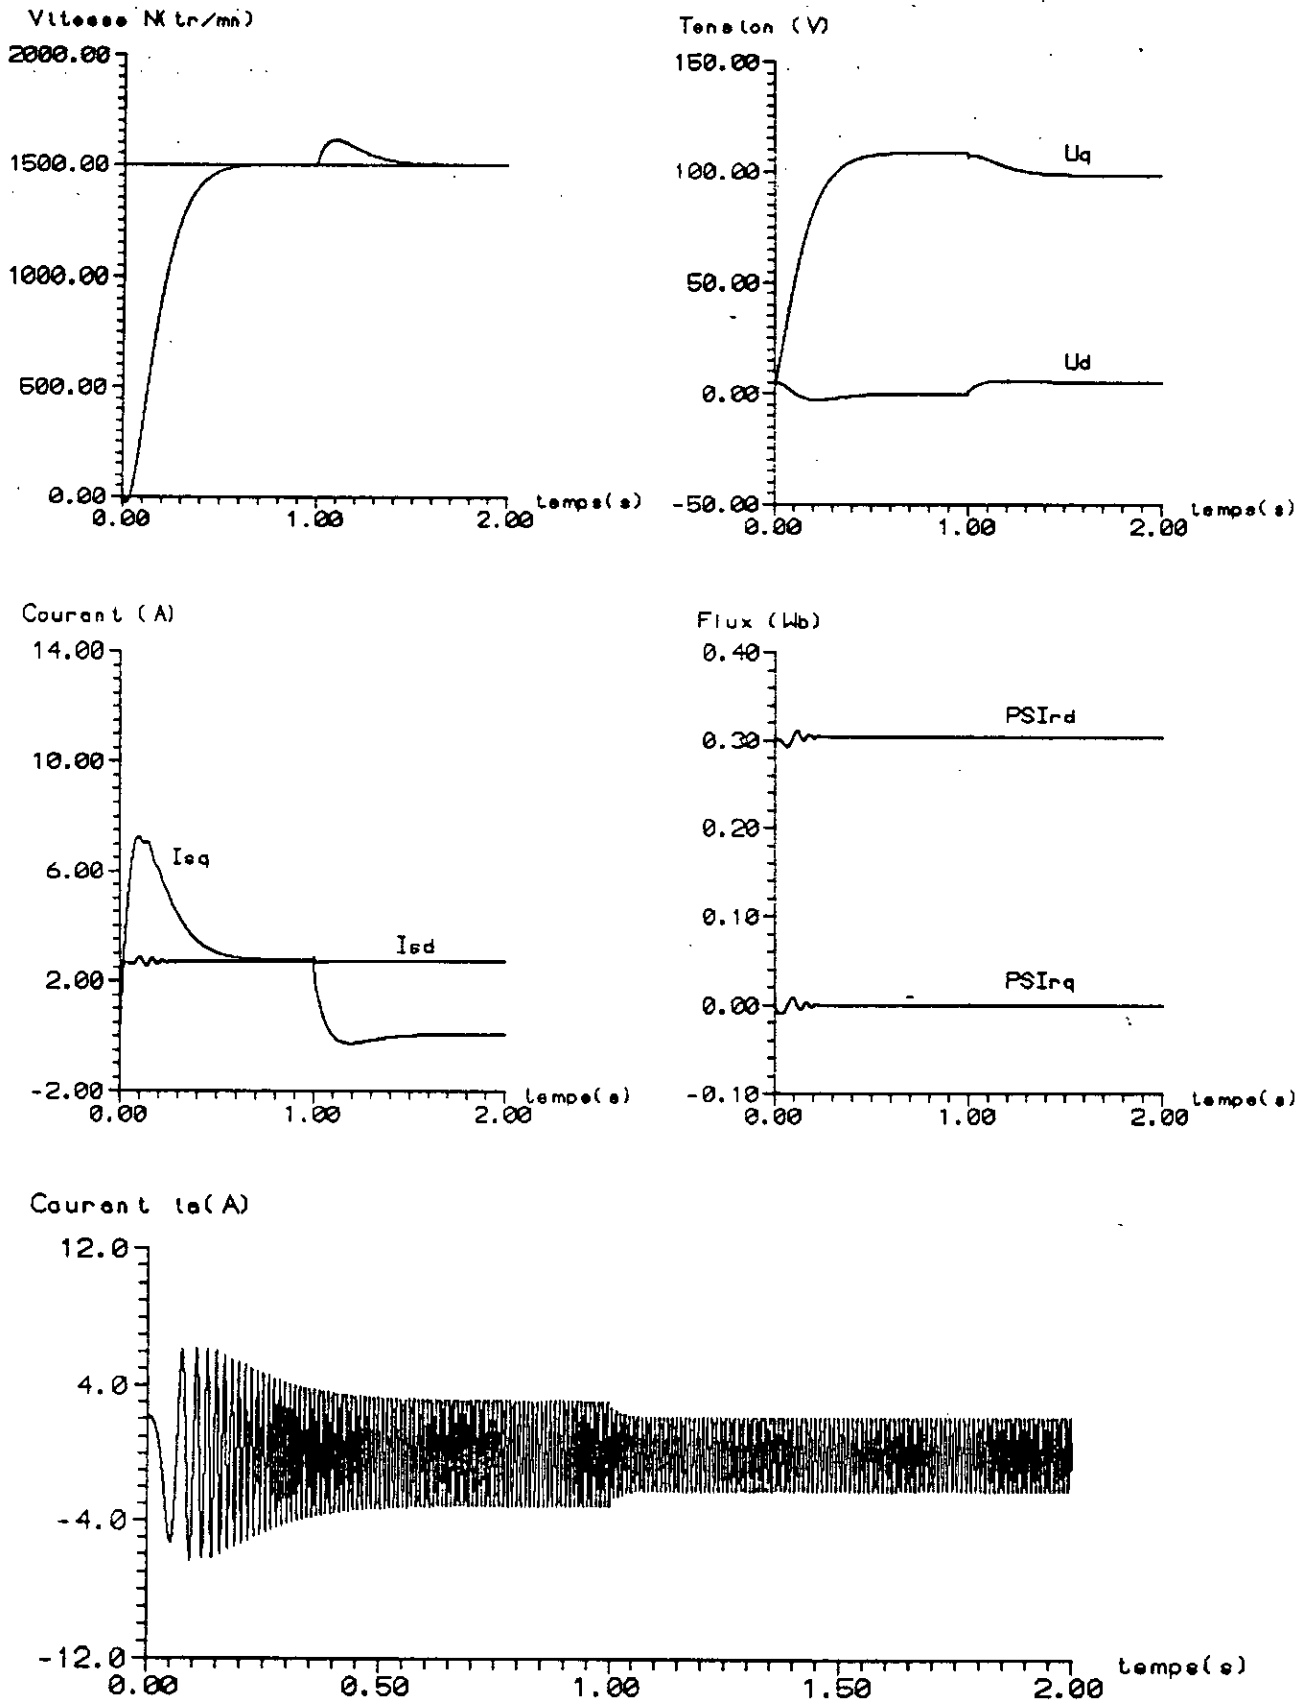 Vitesse N( tr/mn)
2000.00
1500.00
1000.00
500.00
0.00
0.00 1.00 2.00
temps(s)
Tension (V)
150.00
100.00
50.00
0.00
-50.00
Uq
Ud
0.00 1.00 2.00
temps(s)
Courant (A)
14.00
10.00
6.00
2.00
-2.00
Isq
Isd
0.00 1.00 2.00
temps(s)
Flux (Wb)
0.40
0.30
0.20
0.10
0.00
-0.10
PSIrd
PSIrq
0.00 1.00 2.00
temps(s)
Courant ia(A)
12.0
4.0
-4.0
-12.0
0.00 0.50 1.00 1.50 2.00
temps(s)